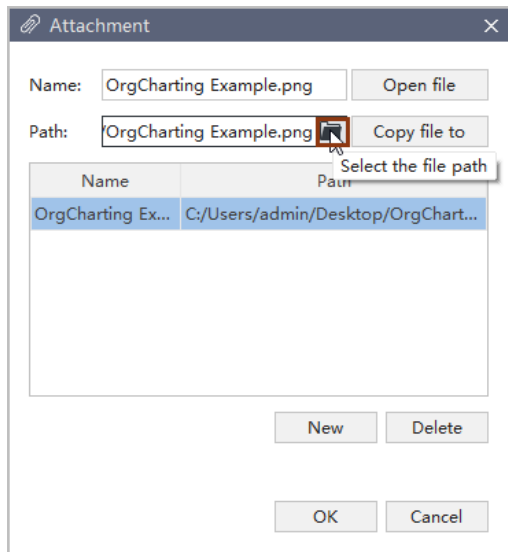 Attachment
Name: OrgCharting Example.png Open file
Path: /OrgCharting Example.png Copy file to
Select the file path
Name Path
OrgCharting Ex... C:/Users/admin/Desktop/OrgChart...
New Delete
OK Cancel